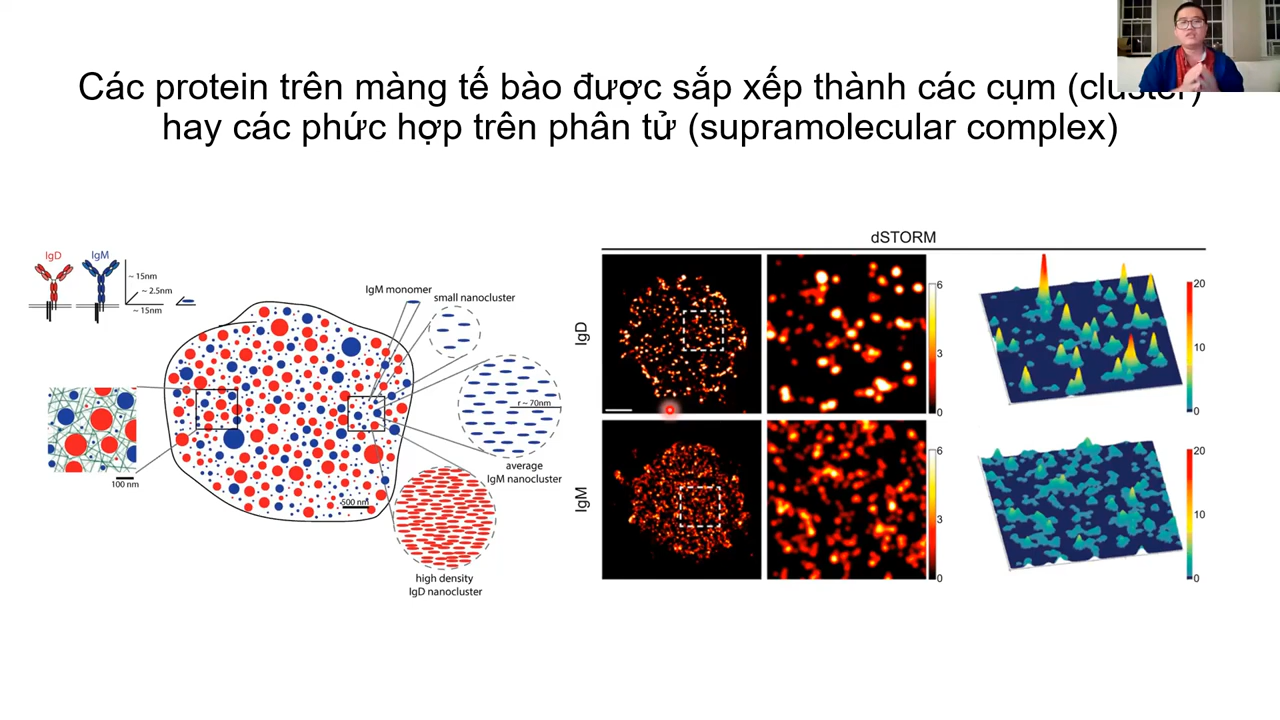 Các protein trên màng tế bào được sắp xếp thành các cụm (cluster)
hay các phức hợp trên phân tử (supramolecular complex)
IgD
IgM
~ 15nm
~ 2.5nm
~ 15nm
IgM monomer
small nanocluster
r ~ 70nm
average
IgM nanocluster
100 nm
500 nm
high density
IgD nanocluster
dSTORM
IgD
6
3
0
20
10
0
IgM
6
3
0
20
10
0